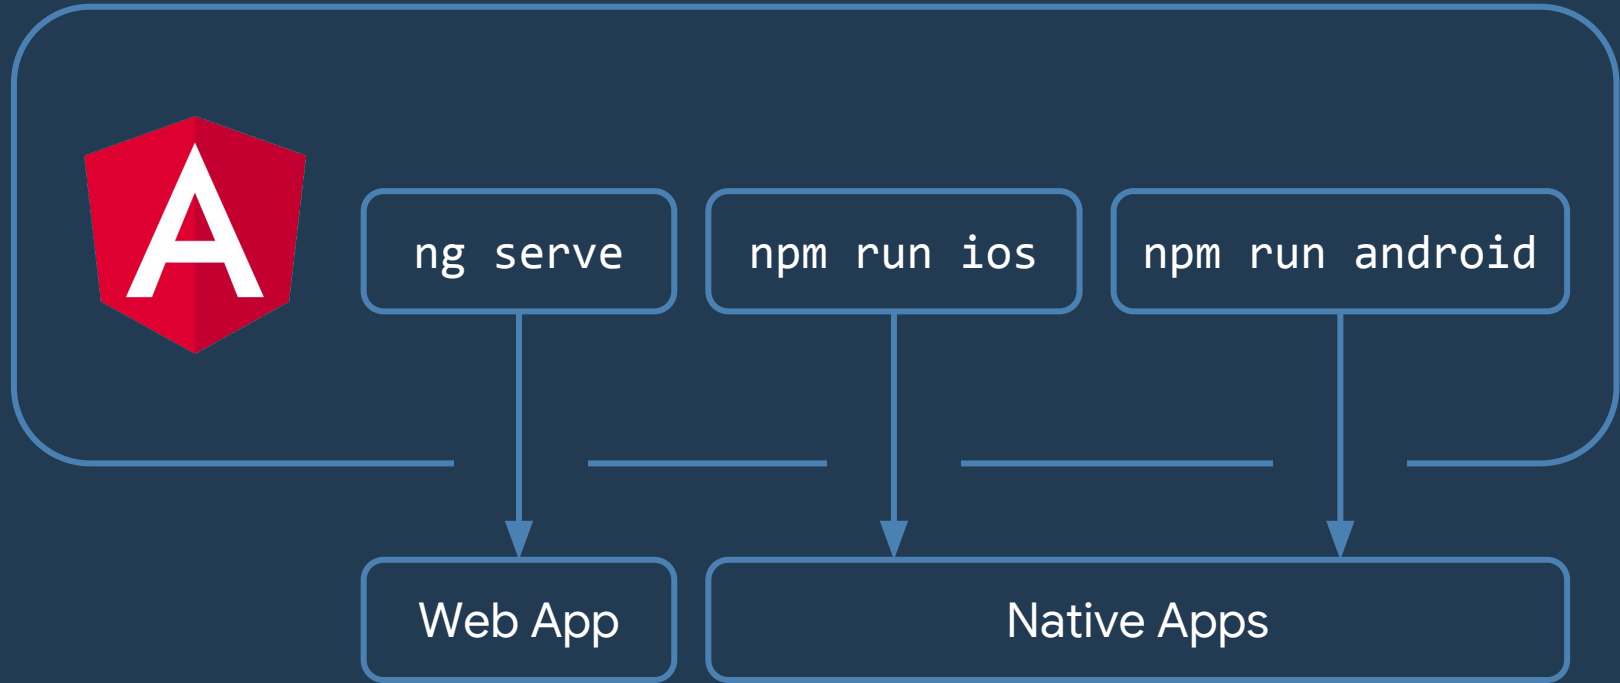 A
ng serve
npm run ios
npm run android
Web App
Native Apps